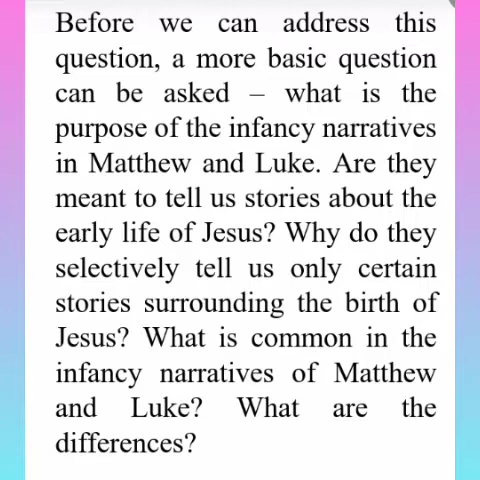 Before we can address this
question, a more basic question
can be asked – what is the
purpose of the infancy narratives
in Matthew and Luke. Are they
meant to tell us stories about the
early life of Jesus? Why do they
selectively tell us only certain
stories surrounding the birth of
Jesus? What is common in the
infancy narratives of Matthew
and Luke? What are the
differences?